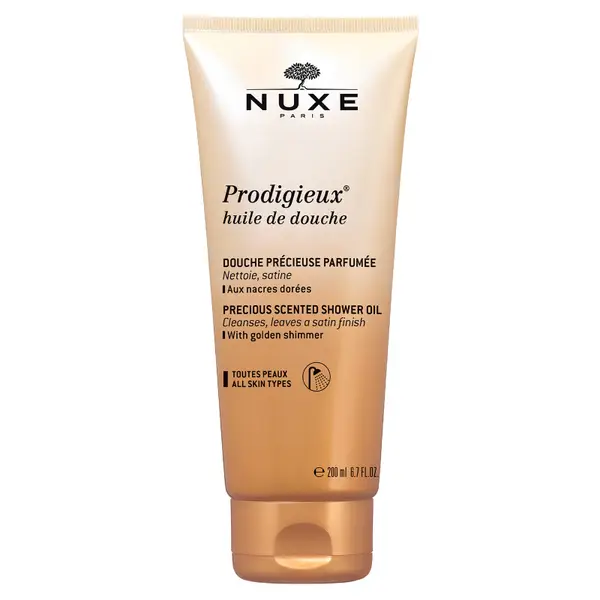 NUXE
PARIS
Prodigieux®
huile de douche
DOUCHE PRÉCIEUSE PARFUMÉE
Nettoie, satine
Aux nacres dorées
PRECIOUS SCENTED SHOWER OIL
Cleanses, leaves a satin finish
With golden shimmer
TOUTES PEAUX
ALL SKIN TYPES
℮ 200 ml 6.7 FL.OZ.